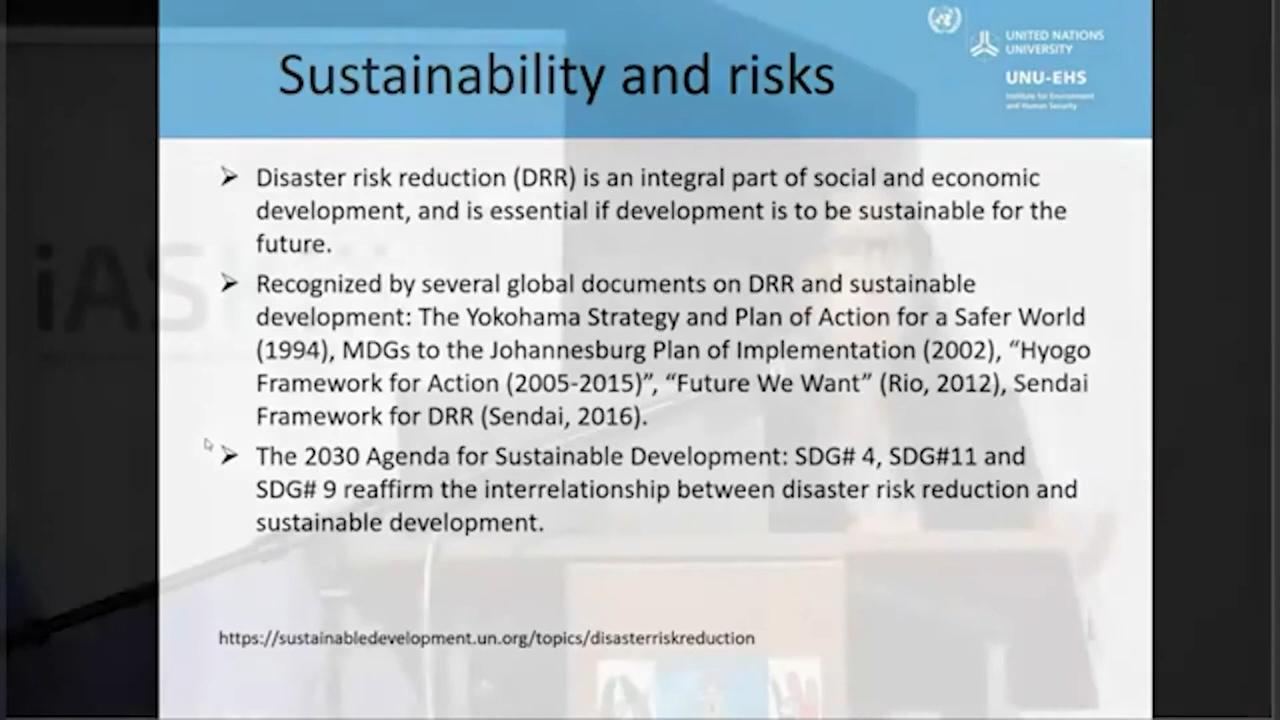 UNITED NATIONS
UNIVERSITY
UNU-EHS
Institute for Environment
and Human Security
Sustainability and risks
Disaster risk reduction (DRR) is an integral part of social and economic
development, and is essential if development is to be sustainable for the
future.
Recognized by several global documents on DRR and sustainable
development: The Yokohama Strategy and Plan of Action for a Safer World
(1994), MDGs to the Johannesburg Plan of Implementation (2002), “Hyogo
Framework for Action (2005-2015)”, “Future We Want” (Rio, 2012), Sendai
Framework for DRR (Sendai, 2016).
The 2030 Agenda for Sustainable Development: SDG# 4, SDG#11 and
SDG# 9 reaffirm the interrelationship between disaster risk reduction and
sustainable development.
https://sustainabledevelopment.un.org/topics/disasterriskreduction